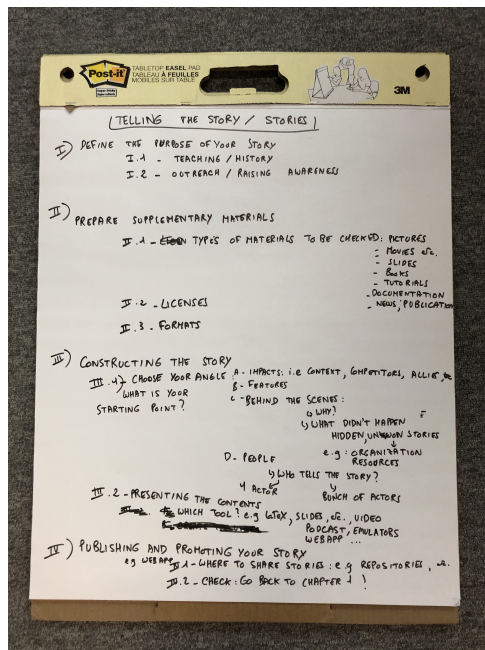 Post-it
TABLETOP EASEL PAD
TABLEAU À FEUILLES
MOBILES SUR TABLE
3M
TELLING THE STORY / STORIES
I) DEFINE THE PURPOSE OF YOUR STORY
I.1 - TEACHING / HISTORY
I.2 - OUTREACH / RAISING AWARENESS
II) PREPARE SUPPLEMENTARY MATERIALS
II.1 - TYPES OF MATERIALS TO BE CHECKED: PICTURES
- MOVIES etc.
- SLIDES
- BOOKS
- TUTORIALS
- DOCUMENTATION
- NEWS, PUBLICATION
II.2 - LICENSES
II.3 - FORMATS
III) CONSTRUCTING THE STORY
III.1) CHOOSE YOUR ANGLE : A - IMPACTS: i.e CONTEXT, COMPETITORS, ALLIES, etc
WHAT IS YOUR
STARTING POINT?
B - FEATURES
C - BEHIND THE SCENES:
WHY?
WHAT DIDN'T HAPPEN
HIDDEN, UNKNOWN STORIES
e.g: ORGANIZATION
RESOURCES
D - PEOPLE
WHO TELLS THE STORY?
1 ACTOR
BUNCH OF ACTORS
III.2 - PRESENTING THE CONTENTS
WHICH TOOL? e.g LaTeX, SLIDES, etc., VIDEO
PODCAST, EMULATORS
WEBAPP ...
IV) PUBLISHING AND PROMOTING YOUR STORY
eg WEBAPP
IV.1 - WHERE TO SHARE STORIES: e.g REPOSITORIES, etc.
IV.2 - CHECK: GO BACK TO CHAPTER 1 !